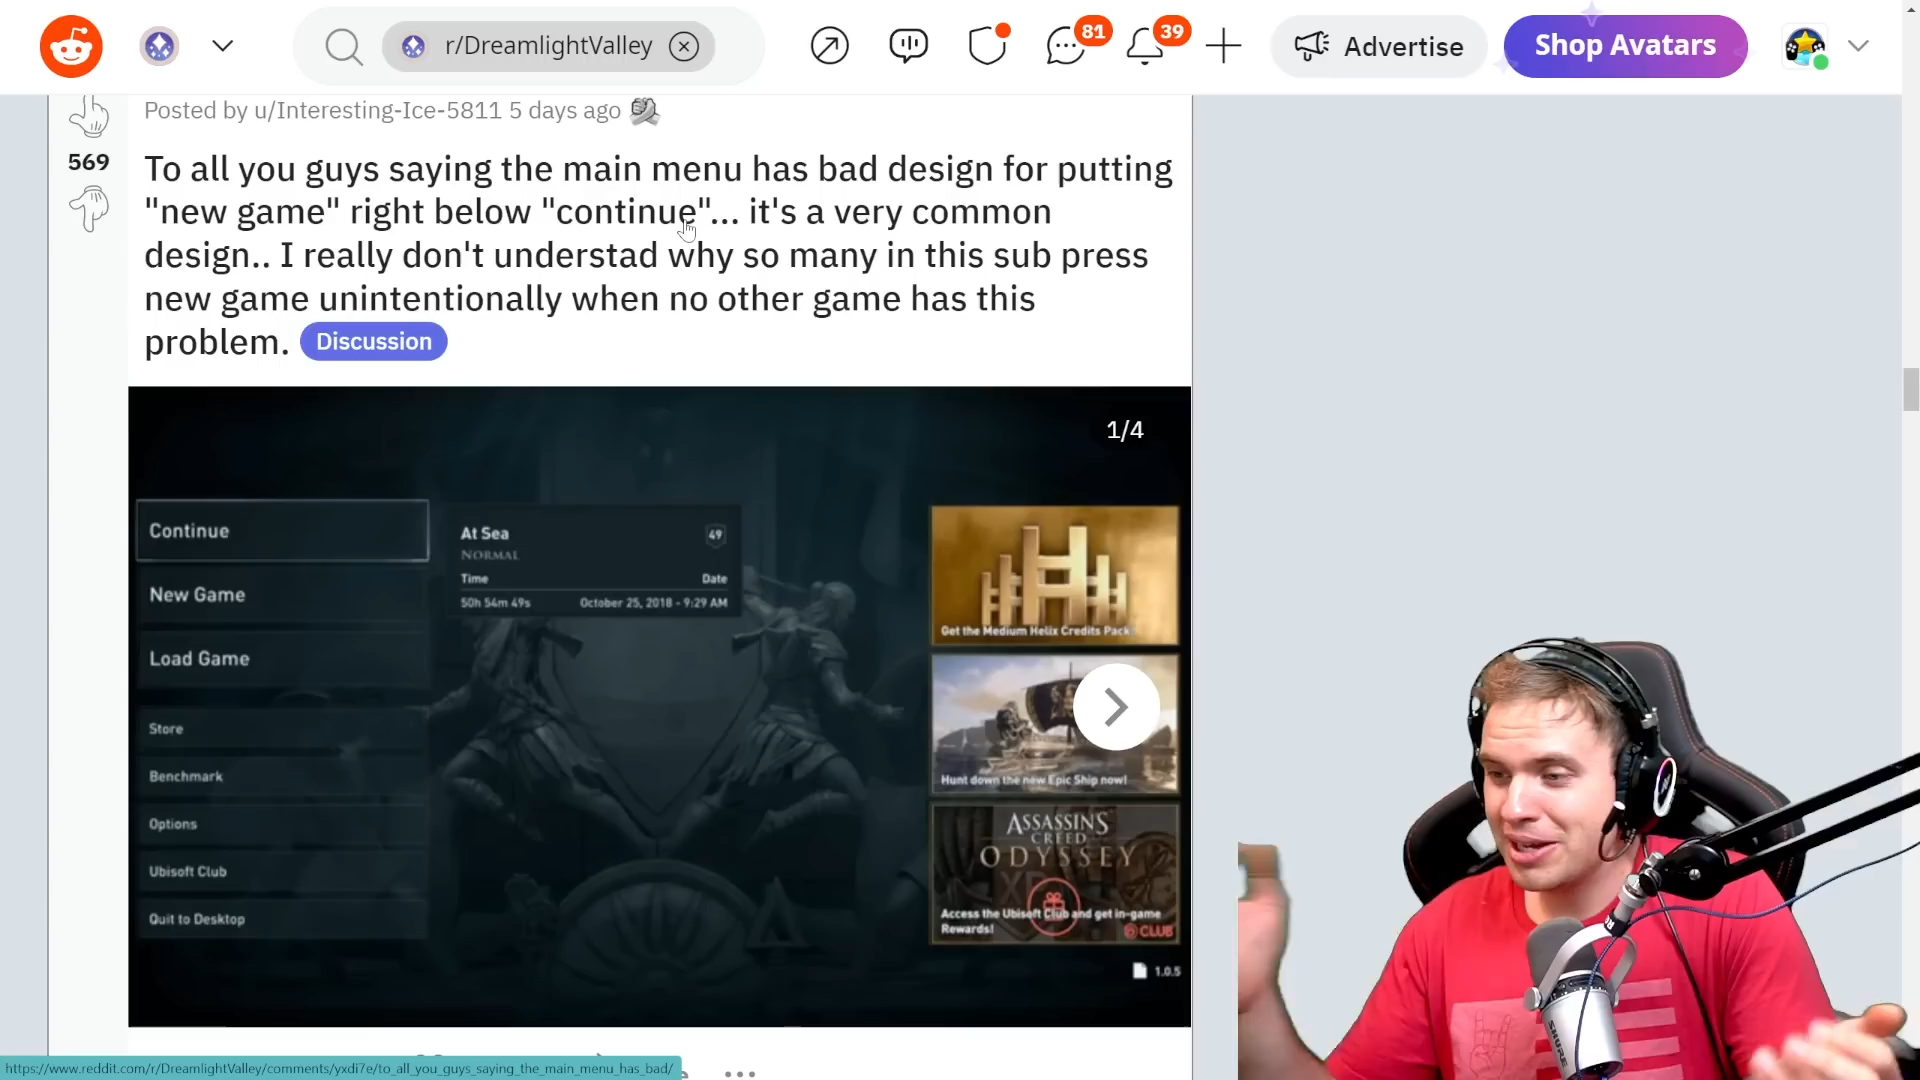 r/DreamlightValley
81
39
Advertise
Shop Avatars
Posted by u/Interesting-Ice-5811 5 days ago
569
To all you guys saying the main menu has bad design for putting
"new game" right below "continue"... it's a very common
design.. I really don't understad why so many in this sub press
new game unintentionally when no other game has this
problem.
Discussion
1/4
Continue
New Game
Load Game
Store
Benchmark
Options
Ubisoft Club
Quit to Desktop
At Sea
49
NORMAL
Time
Date
50h 54m 49s
October 25, 2018 - 9:29 AM
Get the Medium Helix Credits Pack!
Hunt down the new Epic Ship now!
ASSASSIN'S
CREED
ODYSSEY
Access the Ubisoft Club and get in-game
Rewards!
CLUB
1.0.5
https://www.reddit.com/r/DreamlightValley/comments/yxdi7e/to_all_you_guys_saying_the_main_menu_has_bad/
SHURE